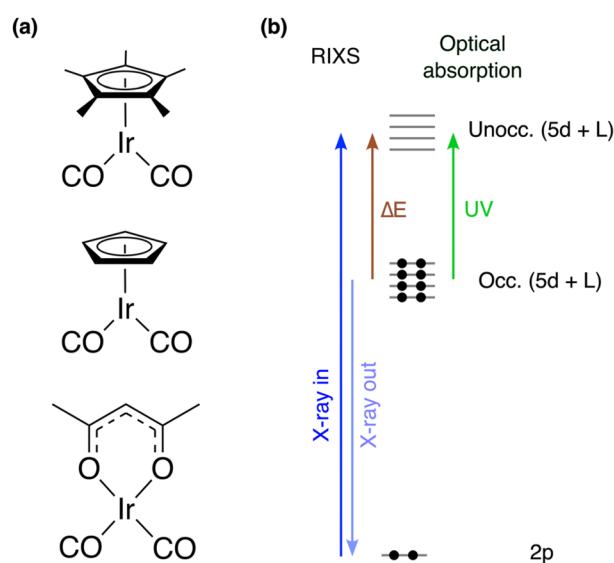 (a)
Ir
CO CO
Ir
CO CO
O O
Ir
CO CO
(b)
RIXS
Optical
absorption
Unocc. (5d + L)
ΔE
UV
Occ. (5d + L)
X-ray in
X-ray out
2p